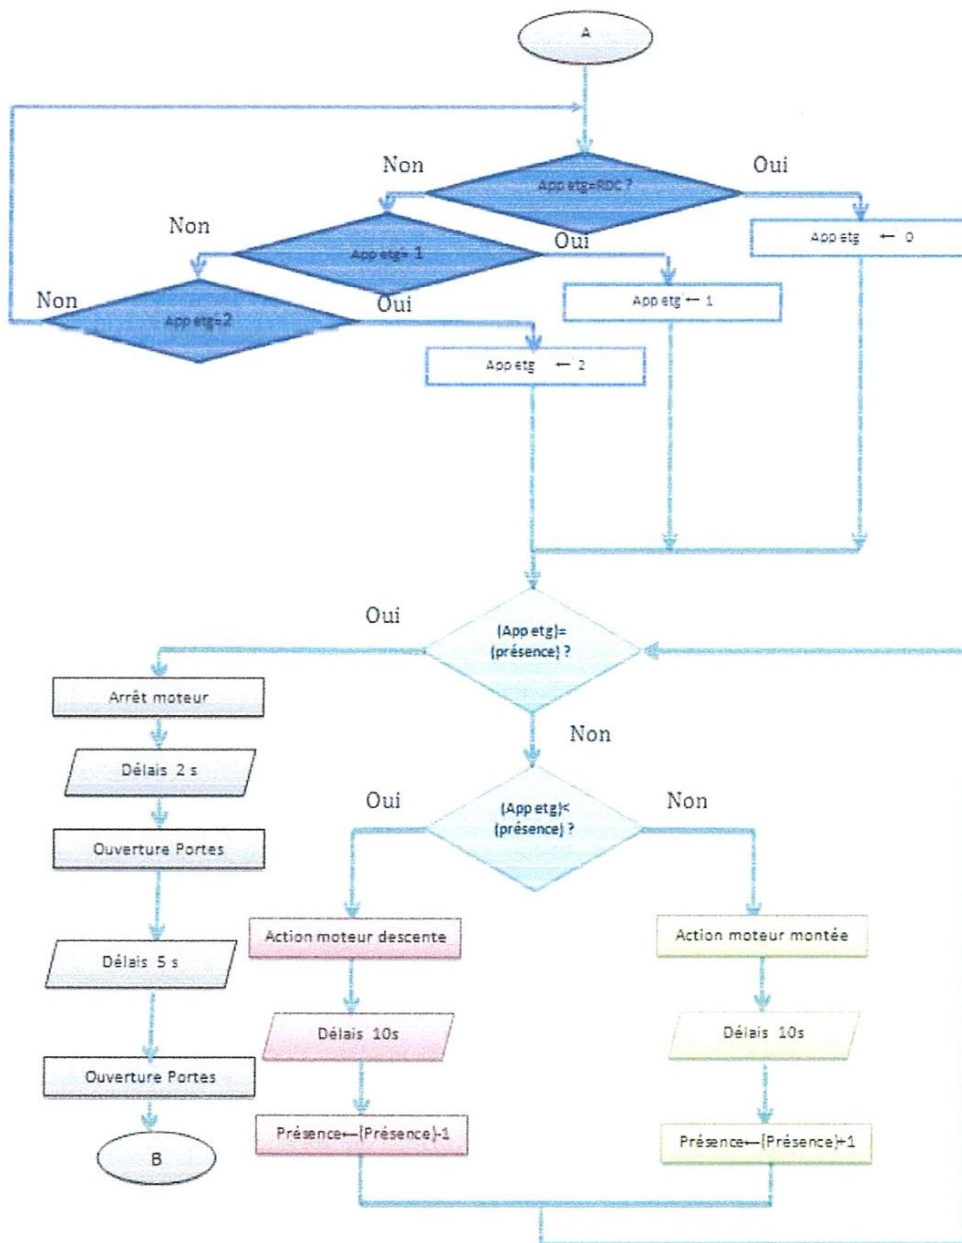 A
Non
Oui
App etg=RDC ?
Non
Oui
App etg ← 0
App etg= 1
Non
Oui
App etg ← 1
App etg=2
App etg ← 2
Oui
(App etg)=
(présence) ?
Arrêt moteur
Non
Délais 2 s
Oui
Non
(App etg)<
(présence) ?
Ouverture Portes
Action moteur descente
Action moteur montée
Délais 5 s
Délais 10s
Délais 10s
Ouverture Portes
Présence←(Présence)-1
Présence←(Présence)+1
B